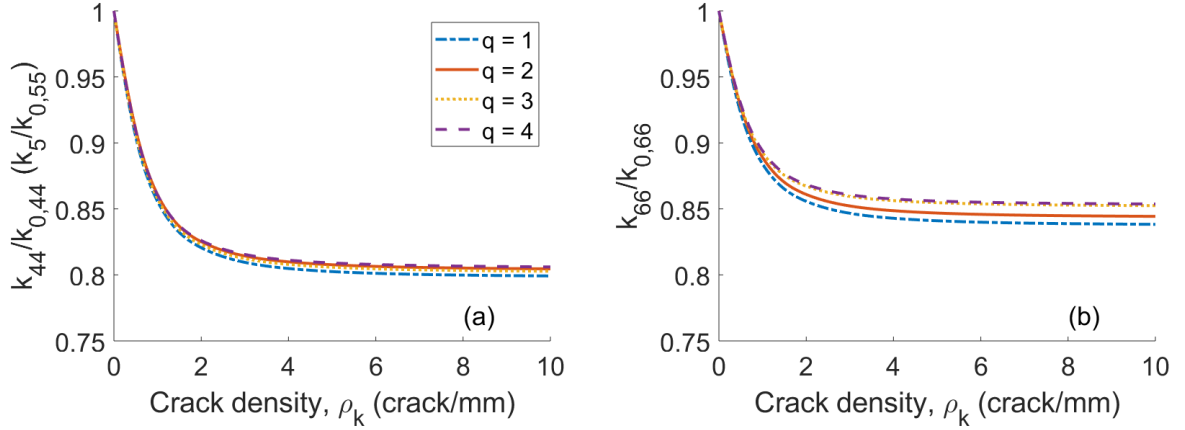 k44/k0,44 (k5/k0,55)
1
0.95
0.9
0.85
0.8
0.75
0 2 4 6 8 10
q = 1
q = 2
q = 3
q = 4
(a)
Crack density, ρk (crack/mm)
k66/k0,66
1
0.95
0.9
0.85
0.8
0.75
0 2 4 6 8 10
(b)
Crack density, ρk (crack/mm)